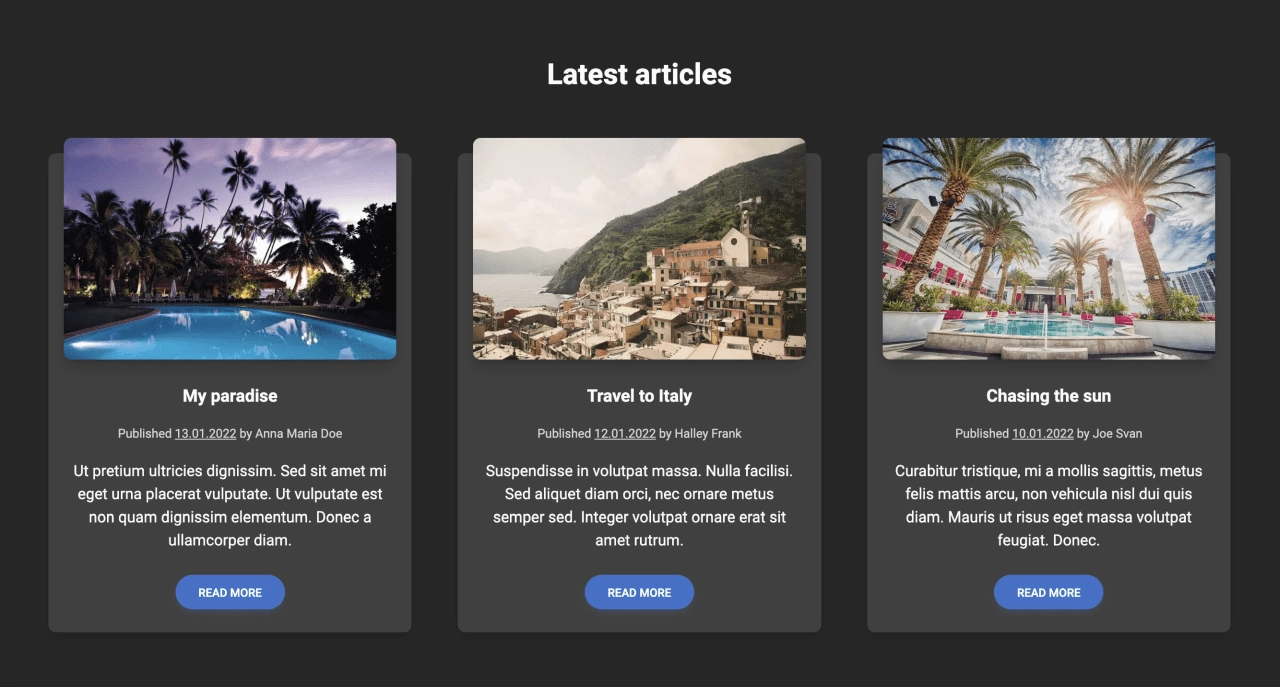 Latest articles
My paradise
Published 13.01.2022 by Anna Maria Doe
Ut pretium ultricies dignissim. Sed sit amet mi
eget urna placerat vulputate. Ut vulputate est
non quam dignissim elementum. Donec a
ullamcorper diam.
READ MORE
Travel to Italy
Published 12.01.2022 by Halley Frank
Suspendisse in volutpat massa. Nulla facilisi.
Sed aliquet diam orci, nec ornare metus
semper sed. Integer volutpat ornare erat sit
amet rutrum.
READ MORE
Chasing the sun
Published 10.01.2022 by Joe Svan
Curabitur tristique, mi a mollis sagittis, metus
felis mattis arcu, non vehicula nisl dui quis
diam. Mauris ut risus eget massa volutpat
feugiat. Donec.
READ MORE